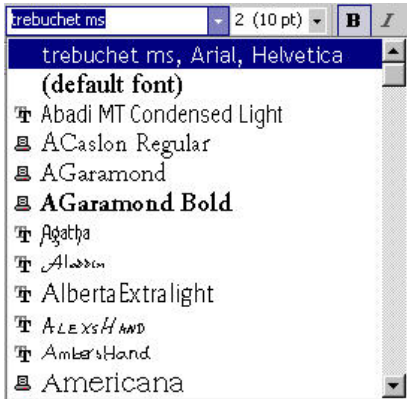 trebuchet ms 2 (10 pt) B I
trebuchet ms, Arial, Helvetica
(default font)
Abadi MT Condensed Light
ACaslon Regular
AGaramond
AGaramond Bold
Agatha
Aladdin
AlbertaExtralight
ALEXSHAND
AmbersHand
Americana